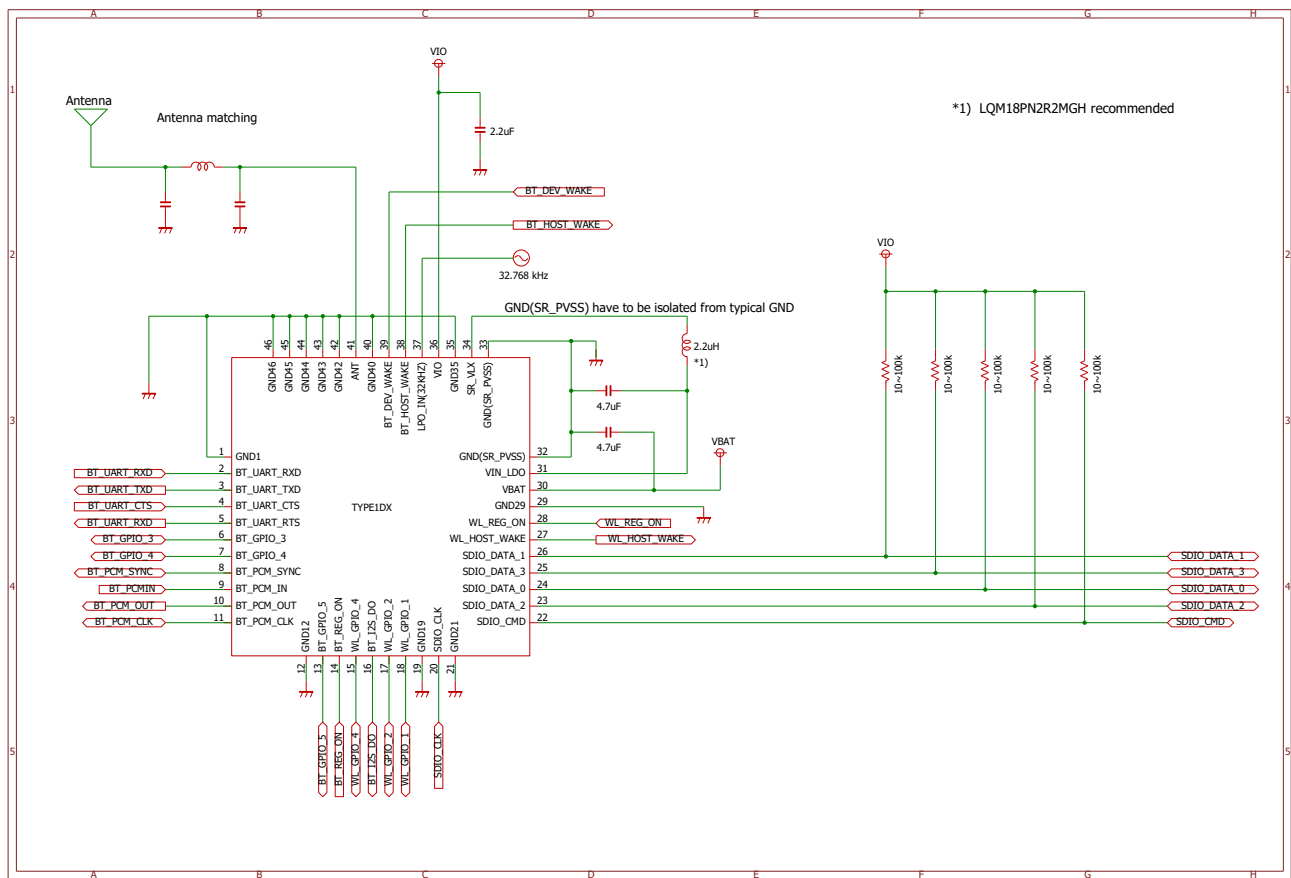 A B C D E F G H
1 1
2 2
3 3
4 4
5 5
VIO
Antenna
Antenna matching
2.2uF
*1) LQM18PN2R2MGH recommended
BT_DEV_WAKE
BT_HOST_WAKE
32.768 kHz
VIO
GND(SR_PVSS) have to be isolated from typical GND
2.2uH
*1)
4.7uF
4.7uF
VBAT
10~100k
10~100k
10~100k
10~100k
10~100k
46 45 44 43 42 41 40 39 38 37 36 35 34 33
GND46
GND45
GND44
GND43
GND42
ANT
GND40
BT_DEV_WAKE
BT_HOST_WAKE
LPO_IN(32KHZ)
VIO
GND35
SR_VLX
GND(SR_PVSS)
TYPE1DX
1 GND1
BT_UART_RXD 2 BT_UART_RXD
BT_UART_TXD 3 BT_UART_TXD
BT_UART_CTS 4 BT_UART_CTS
BT_UART_RXD 5 BT_UART_RTS
BT_GPIO_3 6 BT_GPIO_3
BT_GPIO_4 7 BT_GPIO_4
BT_PCM_SYNC 8 BT_PCM_SYNC
BT_PCMIN 9 BT_PCM_IN
BT_PCM_OUT 10 BT_PCM_OUT
BT_PCM_CLK 11 BT_PCM_CLK
GND(SR_PVSS) 32
VIN_LDO 31
VBAT 30
GND29 29
WL_REG_ON 28 WL_REG_ON
WL_HOST_WAKE 27 WL_HOST_WAKE
SDIO_DATA_1 26 SDIO_DATA_1
SDIO_DATA_3 25 SDIO_DATA_3
SDIO_DATA_0 24 SDIO_DATA_0
SDIO_DATA_2 23 SDIO_DATA_2
SDIO_CMD 22 SDIO_CMD
GND12
BT_GPIO_5
BT_REG_ON
WL_GPIO_4
BT_I2S_DO
WL_GPIO_2
WL_GPIO_1
GND19
SDIO_CLK
GND21
12 13 14 15 16 17 18 19 20 21
BT_GPIO_5
BT_REG_ON
WL_GPIO_4
BT_I2S_DO
WL_GPIO_2
WL_GPIO_1
SDIO_CLK
A B C D E F G H